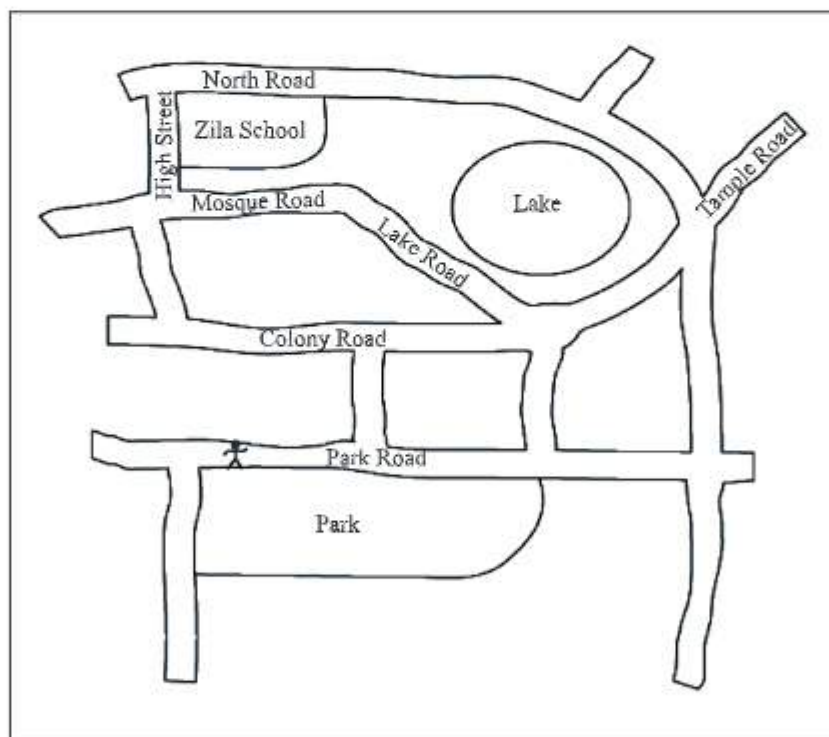 North Road
High Street
Zila School
Tample Road
Mosque Road
Lake
Lake Road
Colony Road
Park Road
Park